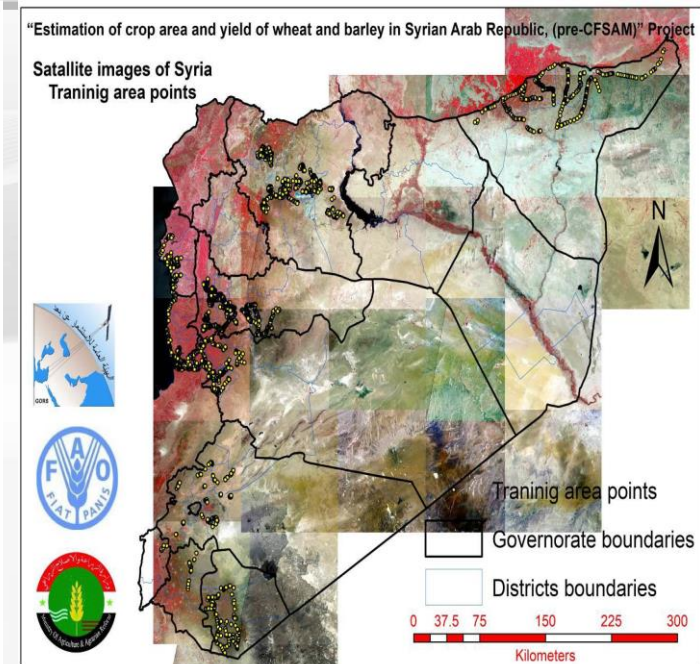 “Estimation of crop area and yield of wheat and barley in Syrian Arab Republic, (pre-CFSAM)” Project
Satallite images of Syria
Traninig area points
N
GORS
F A O
FIAT PANIS
Traninig area points
Governorate boundaries
Districts boundaries
0 37.5 75 150 225 300
Kilometers